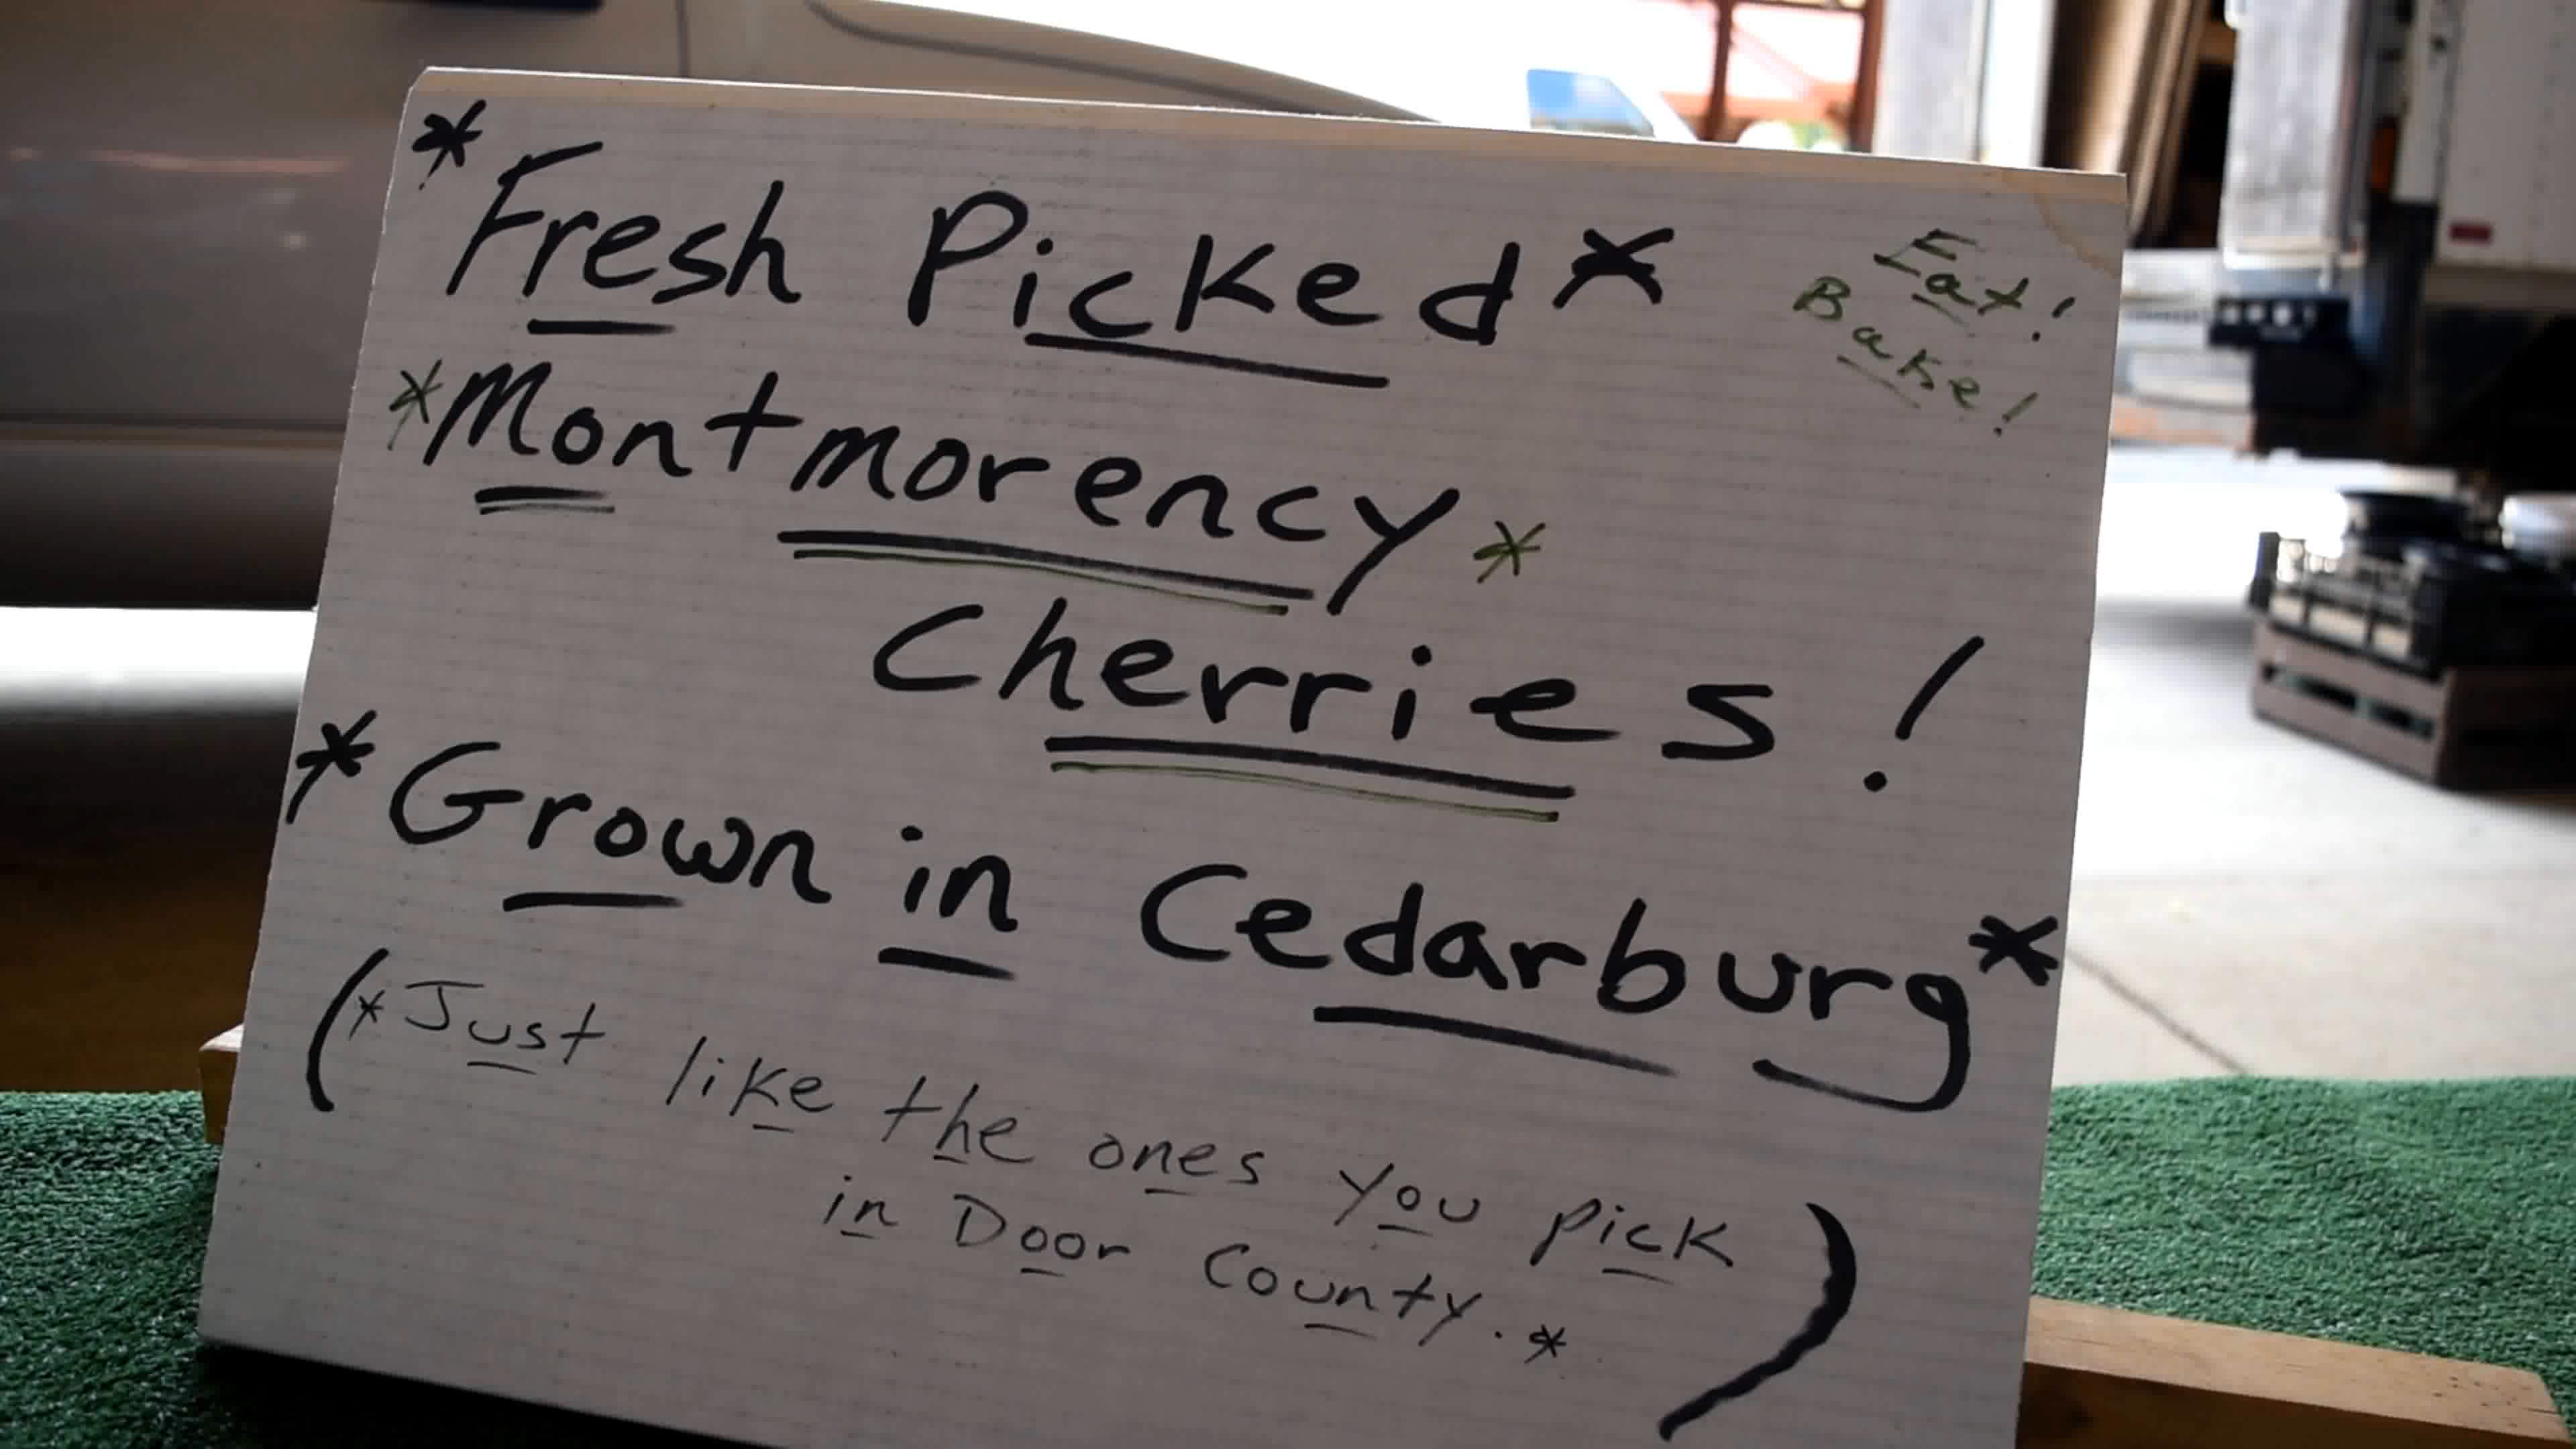 *Fresh Picked*
Eat!
Bake!
*Montmorency*
Cherries!
*Grown in Cedarburg*
(*Just like the ones you pick
in Door County.*)